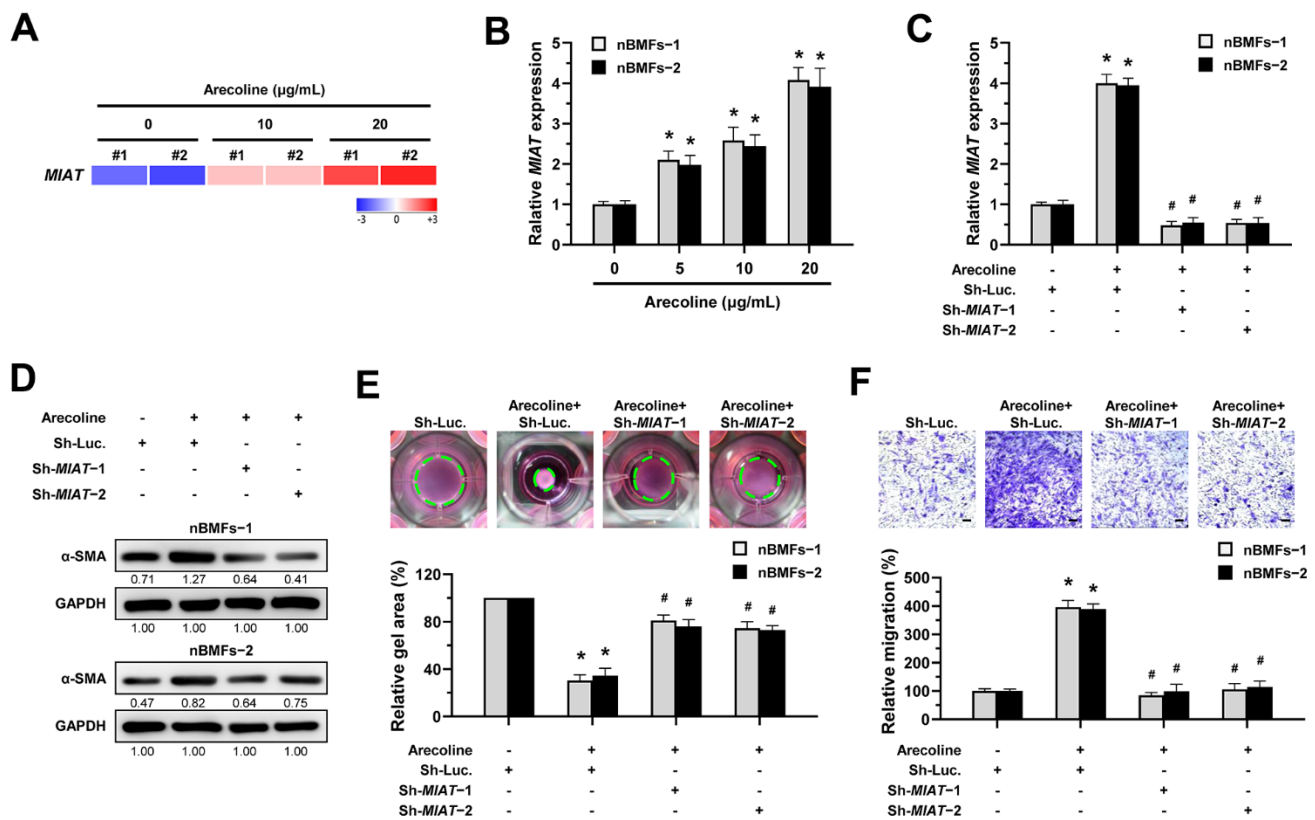 A
Arecoline (µg/mL)
0 10 20
#1 #2 #1 #2 #1 #2
MIAT
-3 0 +3
B
nBMFs-1
nBMFs-2
Ralative MIAT expression
5
4
3
2
1
0
* * * * * *
0 5 10 20
Arecoline (µg/mL)
C
nBMFs-1
nBMFs-2
Ralative MIAT expression
5
4
3
2
1
0
* * # # # #
Arecoline - + + +
Sh-Luc. + + - -
Sh-MIAT-1 - - + -
Sh-MIAT-2 - - - +
D
Arecoline - + + +
Sh-Luc. + + - -
Sh-MIAT-1 - - + -
Sh-MIAT-2 - - - +
nBMFs-1
α-SMA
0.71 1.27 0.64 0.41
GAPDH
1.00 1.00 1.00 1.00
nBMFs-2
α-SMA
0.47 0.82 0.64 0.75
GAPDH
1.00 1.00 1.00 1.00
E
Sh-Luc.
Arecoline+
Sh-Luc.
Arecoline+
Sh-MIAT-1
Arecoline+
Sh-MIAT-2
nBMFs-1
nBMFs-2
Relative gel area (%)
120
80
40
0
* * # # # #
Arecoline - + + +
Sh-Luc. + + - -
Sh-MIAT-1 - - + -
Sh-MIAT-2 - - - +
F
Sh-Luc.
Arecoline+
Sh-Luc.
Arecoline+
Sh-MIAT-1
Arecoline+
Sh-MIAT-2
nBMFs-1
nBMFs-2
Relative migration (%)
500
400
300
200
100
0
* * # # # #
Arecoline - + + +
Sh-Luc. + + - -
Sh-MIAT-1 - - + -
Sh-MIAT-2 - - - +